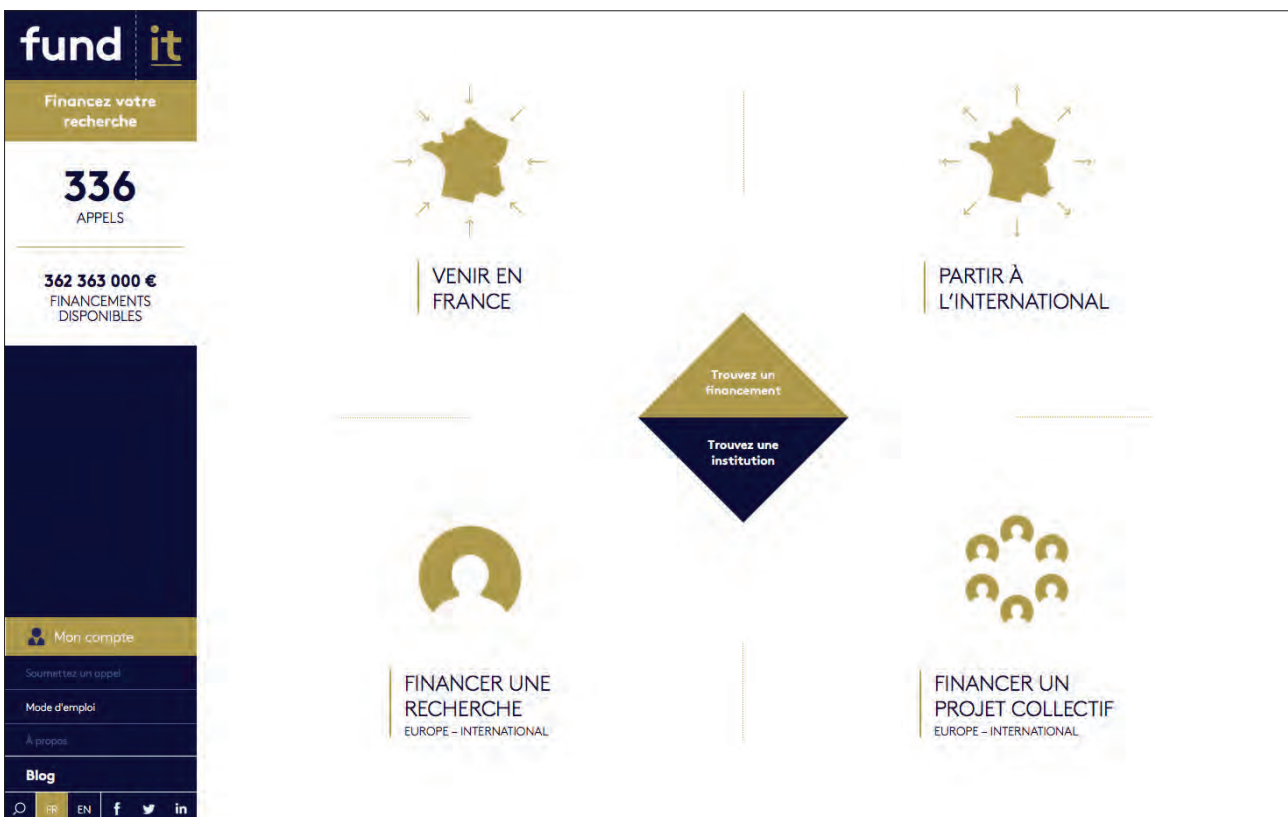 fund it
Financez votre
recherche
336
APPELS
362 363 000 €
FINANCEMENTS
DISPONIBLES
Mon compte
Soumettez un appel
Mode d'emploi
À propos
Blog
FR EN f in
VENIR EN
FRANCE
PARTIR À
L'INTERNATIONAL
Trouvez un
financement
Trouvez une
institution
FINANCER UNE
RECHERCHE
EUROPE – INTERNATIONAL
FINANCER UN
PROJET COLLECTIF
EUROPE – INTERNATIONAL